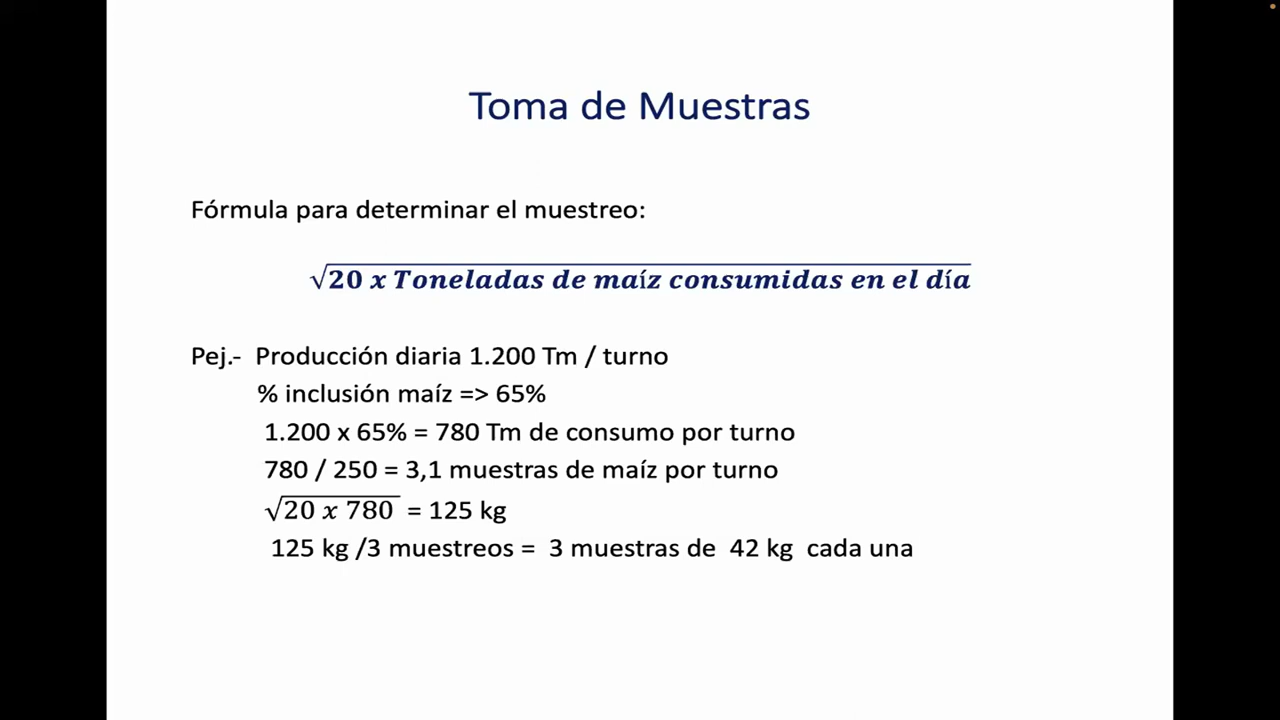 Toma de Muestras
Fórmula para determinar el muestreo:
√20 x Toneladas de maíz consumidas en el día
Pej.- Producción diaria 1.200 Tm / turno
% inclusión maíz => 65%
1.200 x 65% = 780 Tm de consumo por turno
780 / 250 = 3,1 muestras de maíz por turno
√20 x 780 = 125 kg
125 kg /3 muestreos = 3 muestras de 42 kg cada una